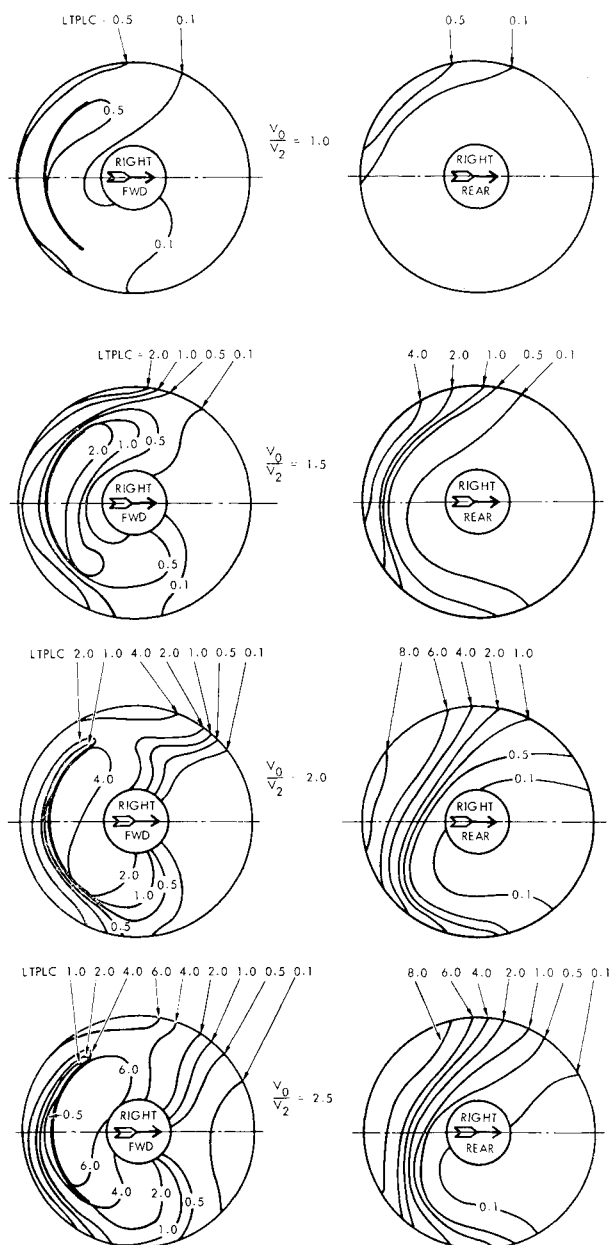 LTPLC - 0.5 0.1
0.5
RIGHT
FWD
0.1
V0/V2 = 1.0
0.5 0.1
RIGHT
REAR
LTPLC = 2.0 1.0 0.5 0.1
2.0 1.0 0.5
RIGHT
FWD
0.5
0.1
V0/V2 = 1.5
4.0 2.0 1.0 0.5 0.1
RIGHT
REAR
LTPLC 2.0 1.0 4.0 2.0 1.0 0.5 0.1
4.0
RIGHT
FWD
2.0
1.0
0.5
0.5
V0/V2 - 2.0
8.0 6.0 4.0 2.0 1.0
0.5
0.1
RIGHT
REAR
0.1
LTPLC 1.0 2.0 4.0 6.0 4.0 2.0 1.0 0.5 0.1
6.0
0.5
RIGHT
FWD
6.0
4.0
2.0
0.5
1.0
V0/V2 = 2.5
8.0 6.0 4.0 2.0 1.0 0.5 0.1
RIGHT
REAR
0.1